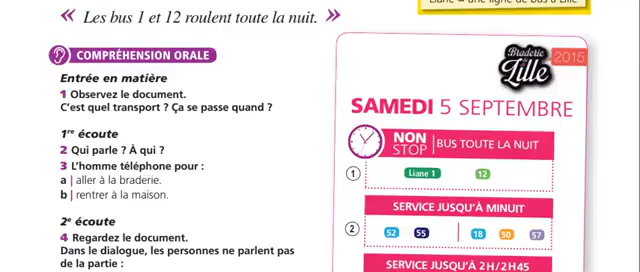 Liane = une ligne de bus à Lille
« Les bus 1 et 12 roulent toute la nuit. »
COMPRÉHENSION ORALE
Entrée en matière
1 Observez le document.
C'est quel transport ? Ça se passe quand ?
1re écoute
2 Qui parle ? À qui ?
3 L'homme téléphone pour :
a | aller à la braderie.
b | rentrer à la maison.
2e écoute
4 Regardez le document.
Dans le dialogue, les personnes ne parlent pas
de la partie :
Braderie
Lille
2015
SAMEDI 5 SEPTEMBRE
NON STOP | BUS TOUTE LA NUIT
1 Liane 1 12
SERVICE JUSQU'À MINUIT
2 52 55 18 50 57
SERVICE JUSQU'À 2H/2H45